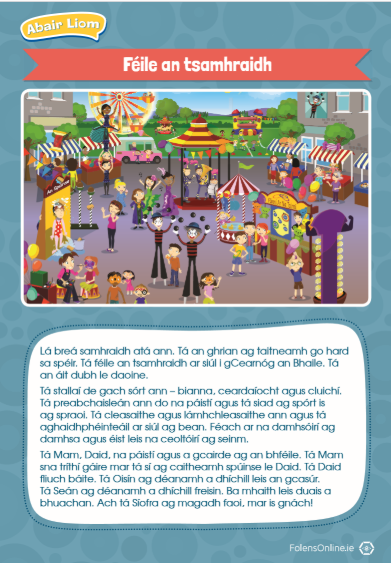 Abair Liom
Féile an tsamhraidh
Lá breá samhraidh atá ann. Tá an ghrian ag taitneamh go hard
sa spéir. Tá féile an tsamhraidh ar siúl i gCearnóg an Bhaile. Tá
an áit dubh le daoine.
Tá stallaí de gach sórt ann – bianna, ceardaíocht agus cluichí.
Tá preabchaisleán ann do na páistí agus tá siad ag spórt is
ag spraoi. Tá cleasaithe agus lámhchleasaithe ann agus tá
aghaidhphéinteáil ar siúl ag bean. Féach ar na damhsóirí ag
damhsa agus éist leis na ceoltóirí ag seinm.
Tá Mam, Daid, na páistí agus a gcairde ag an bhféile. Tá Mam
sna tríthí gáire mar tá sí ag caitheamh spúinse le Daid. Tá Daid
fliuch báite. Tá Oisín ag déanamh a dhíchill leis an gcasúr.
Tá Seán ag déanamh a dhíchill freisin. Ba mhaith leis duais a
bhuachan. Ach tá Síofra ag magadh faoi, mar is gnách!
FolensOnline.ie